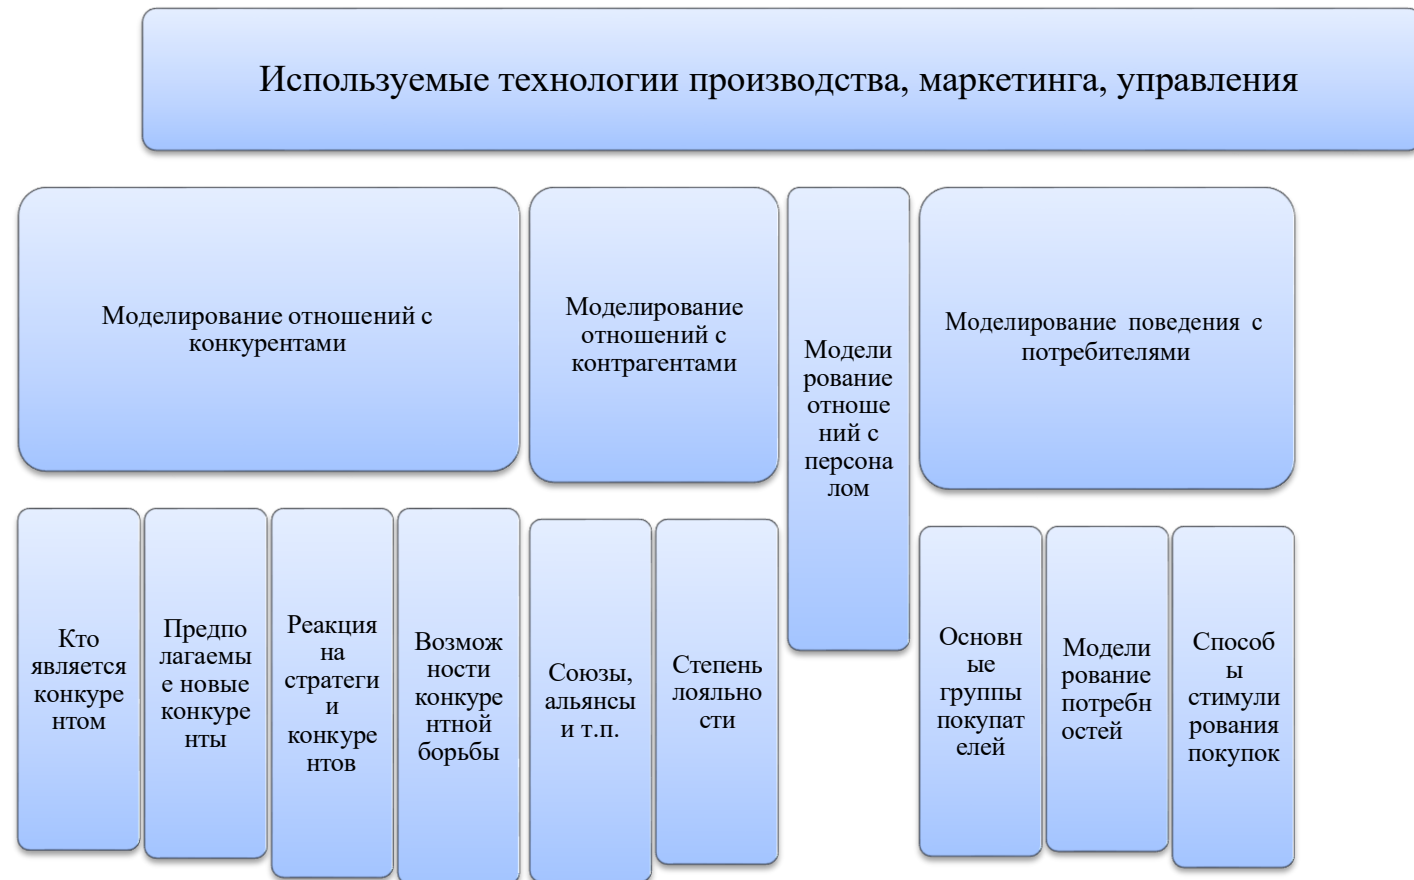 Используемые технологии производства, маркетинга, управления
Моделирование отношений с
конкурентами
Моделирование
отношений с
контрагентами
Модели
рование
отноше
ний с
персона
лом
Моделирование поведения с
потребителями
Кто
является
конкуре
нтом
Предпо
лагаемы
е новые
конкуре
нты
Реакция
на
стратеги
и
конкуре
нтов
Возмож
ности
конкуре
нтной
борьбы
Союзы,
альянсы
и т.п.
Степень
лояльно
сти
Основн
ые
группы
покупат
елей
Модели
рование
потребн
остей
Способ
ы
стимули
рования
покупок